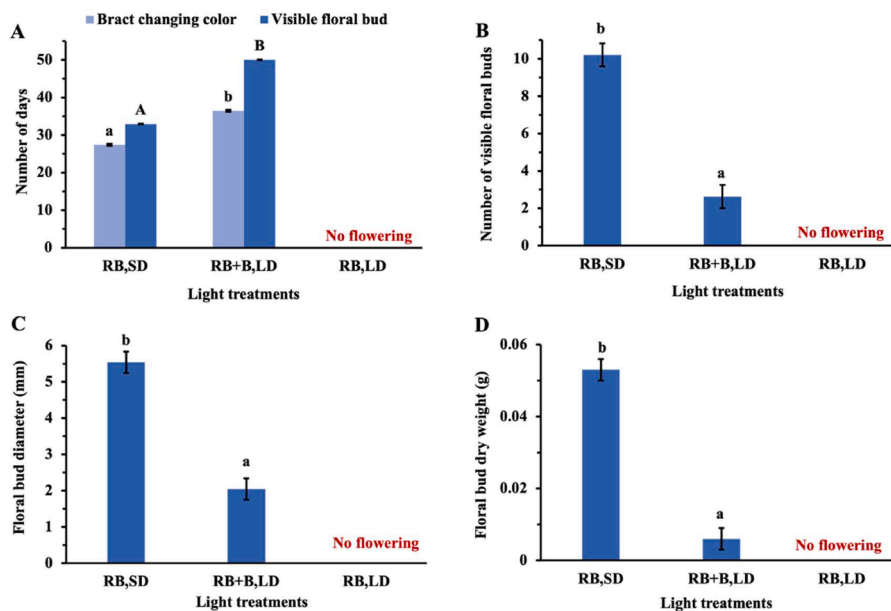 A
Bract changing color
Visible floral bud
Number of days
50
40
30
20
10
0
a
A
b
B
No flowering
RB,SD
RB+B,LD
RB,LD
Light treatments
B
Number of visible floral buds
10
8
6
4
2
0
b
a
No flowering
RB,SD
RB+B,LD
RB,LD
Light treatments
C
Floral bud diameter (mm)
6
5
4
3
2
1
0
b
a
No flowering
RB,SD
RB+B,LD
RB,LD
Light treatments
D
Floral bud dry weight (g)
0.06
0.04
0.02
0
b
a
No flowering
RB,SD
RB+B,LD
RB,LD
Light treatments